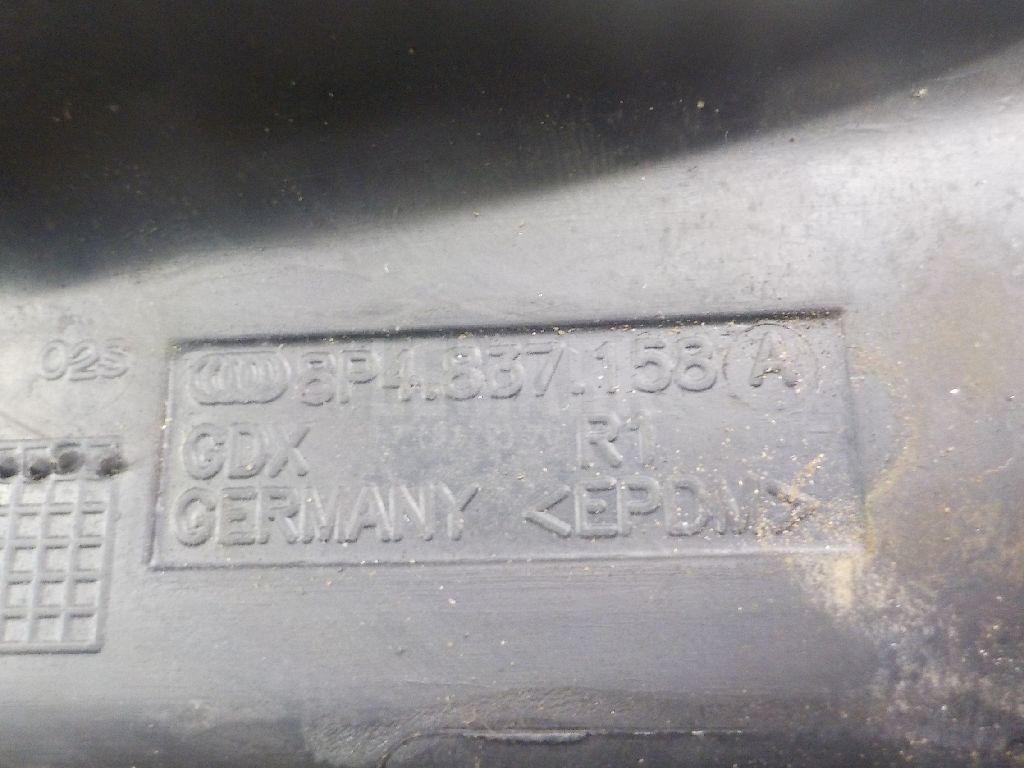 02S
8P4.837.158 A
GDX R1
GERMANY <EPDM>